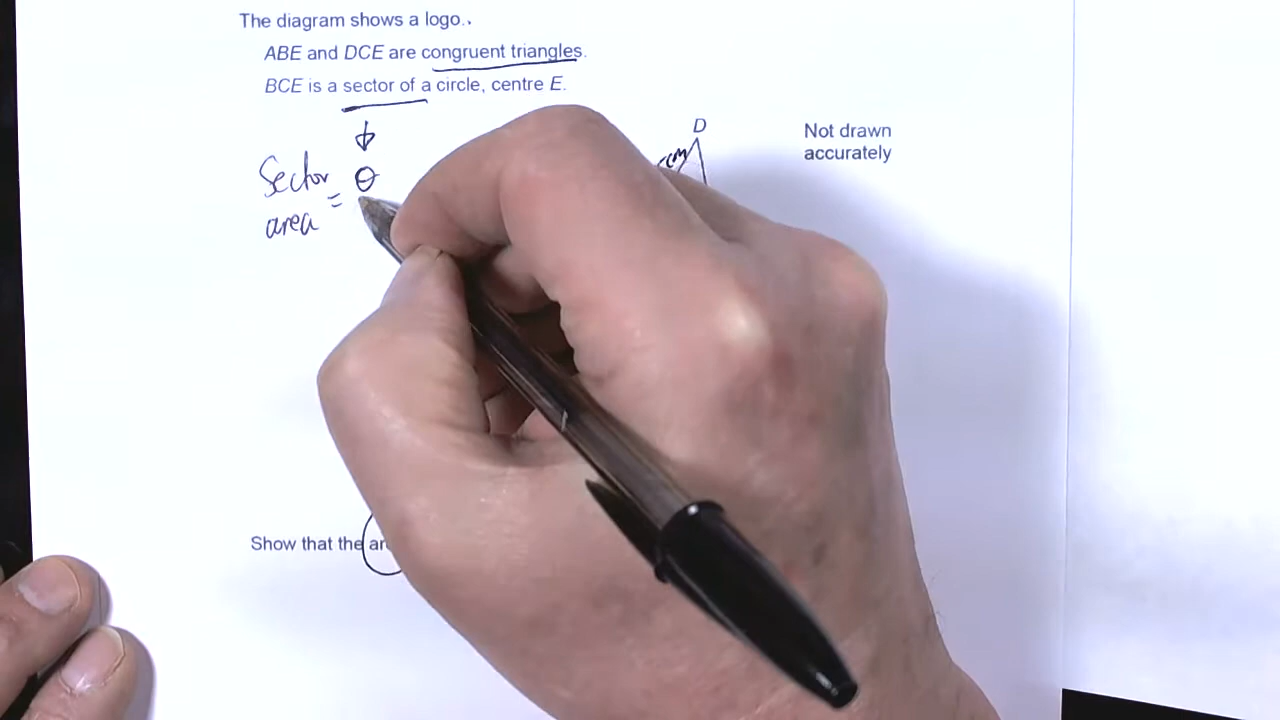 The diagram shows a logo..
ABE and DCE are congruent triangles.
BCE is a sector of a circle, centre E.
D
Not drawn
accurately
cm
Sector
area = θ
Show that the